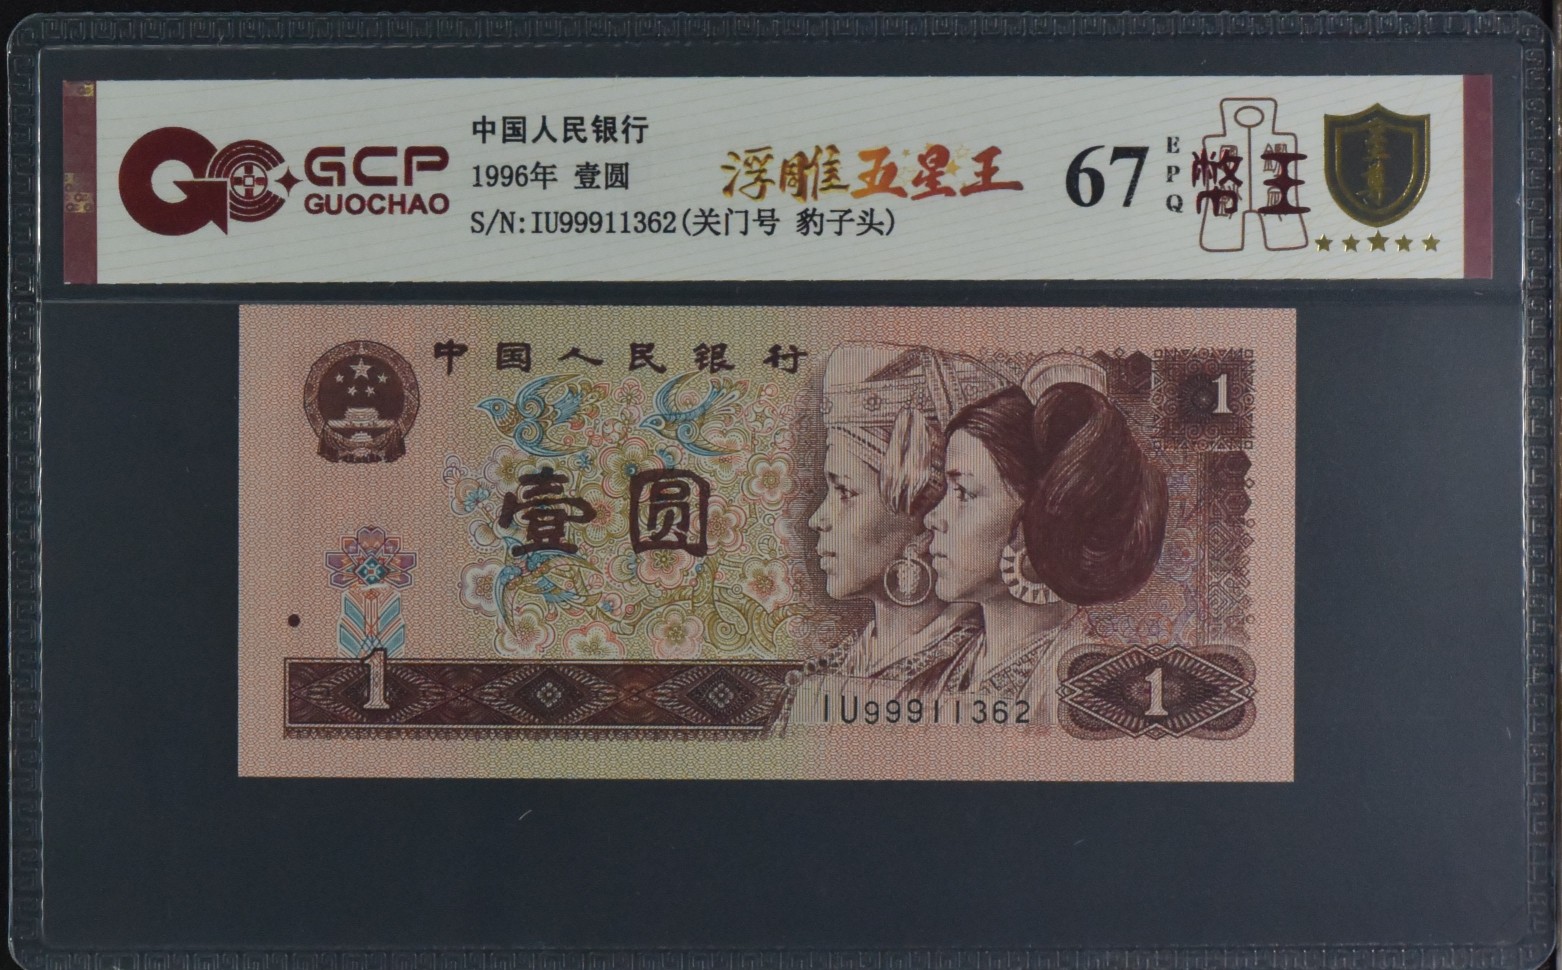 GCP
GUOCHAO
中国人民银行
1996年 壹圆
S/N:IU99911362(关门号 豹子头)
浮雕五星王
67
EPQ
至尊
中国人民银行
1
壹圆
1
IU99911362
1